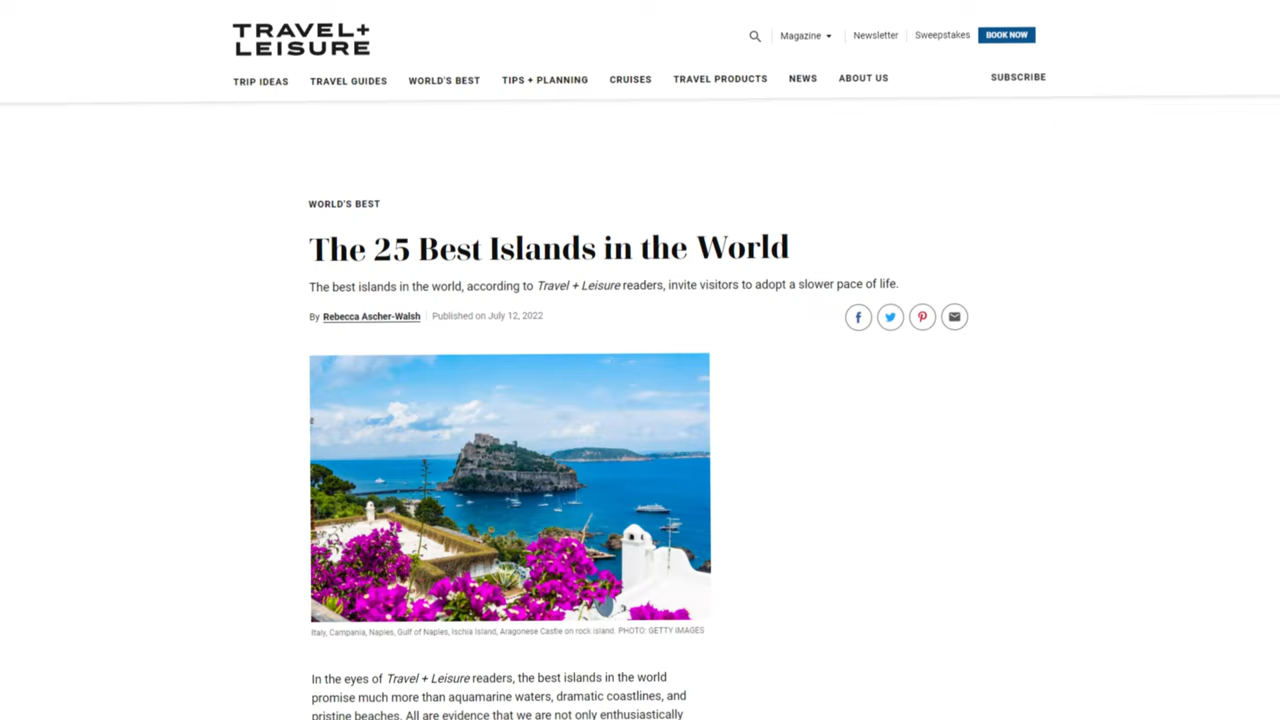 TRAVEL+
LEISURE
Magazine
Newsletter
Sweepstakes
BOOK NOW
TRIP IDEAS
TRAVEL GUIDES
WORLD'S BEST
TIPS + PLANNING
CRUISES
TRAVEL PRODUCTS
NEWS
ABOUT US
SUBSCRIBE
WORLD'S BEST
The 25 Best Islands in the World
The best islands in the world, according to Travel + Leisure readers, invite visitors to adopt a slower pace of life.
By Rebecca Ascher-Walsh
Published on July 12, 2022
Italy, Campania, Naples, Gulf of Naples, Ischia Island, Aragonese Castle on rock island. PHOTO: GETTY IMAGES
In the eyes of Travel + Leisure readers, the best islands in the world
promise much more than aquamarine waters, dramatic coastlines, and
pristine beaches. All are evidence that we are not only enthusiastically